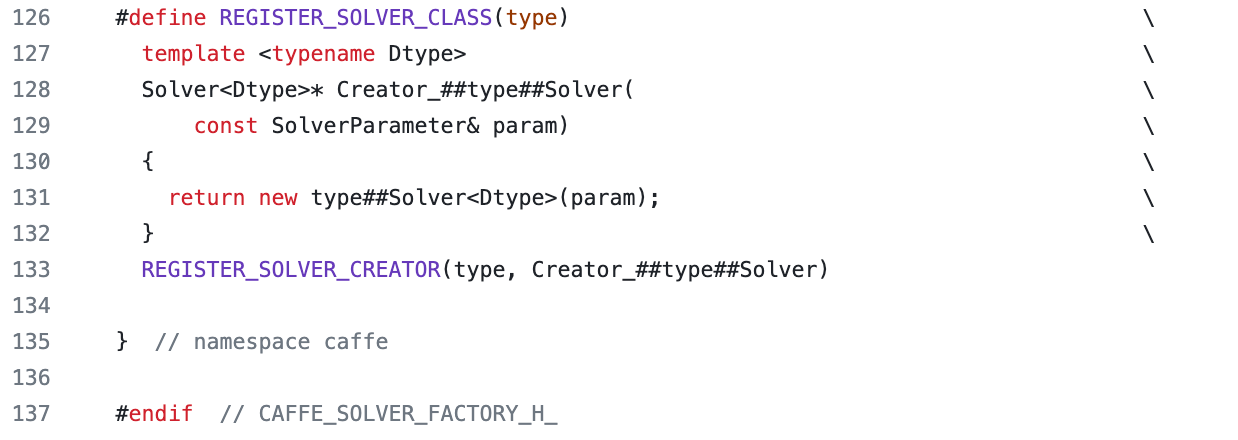 126 #define REGISTER_SOLVER_CLASS(type) \
127 template <typename Dtype> \
128 Solver<Dtype>* Creator_##type##Solver( \
129 const SolverParameter& param) \
130 { \
131 return new type##Solver<Dtype>(param); \
132 } \
133 REGISTER_SOLVER_CREATOR(type, Creator_##type##Solver)
134
135 } // namespace caffe
136
137 #endif // CAFFE_SOLVER_FACTORY_H_